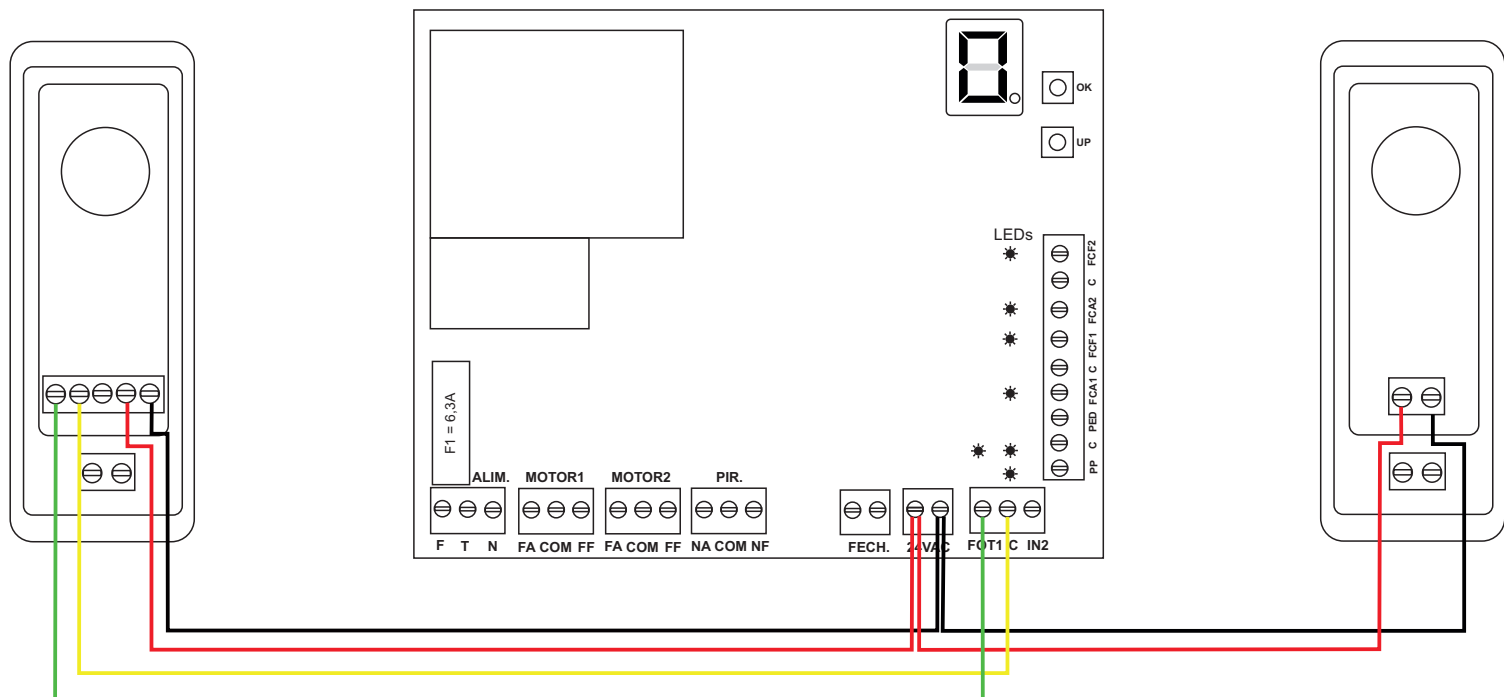 OK
UP
LEDs
FCF2
C
FCA2
FCF1
C
FCA1
PED
C
PP
F1 = 6,3A
ALIM. MOTOR1 MOTOR2 PIR.
F T N FA COM FF FA COM FF NA COM NF FECH. 24VAC FOT1 C IN2